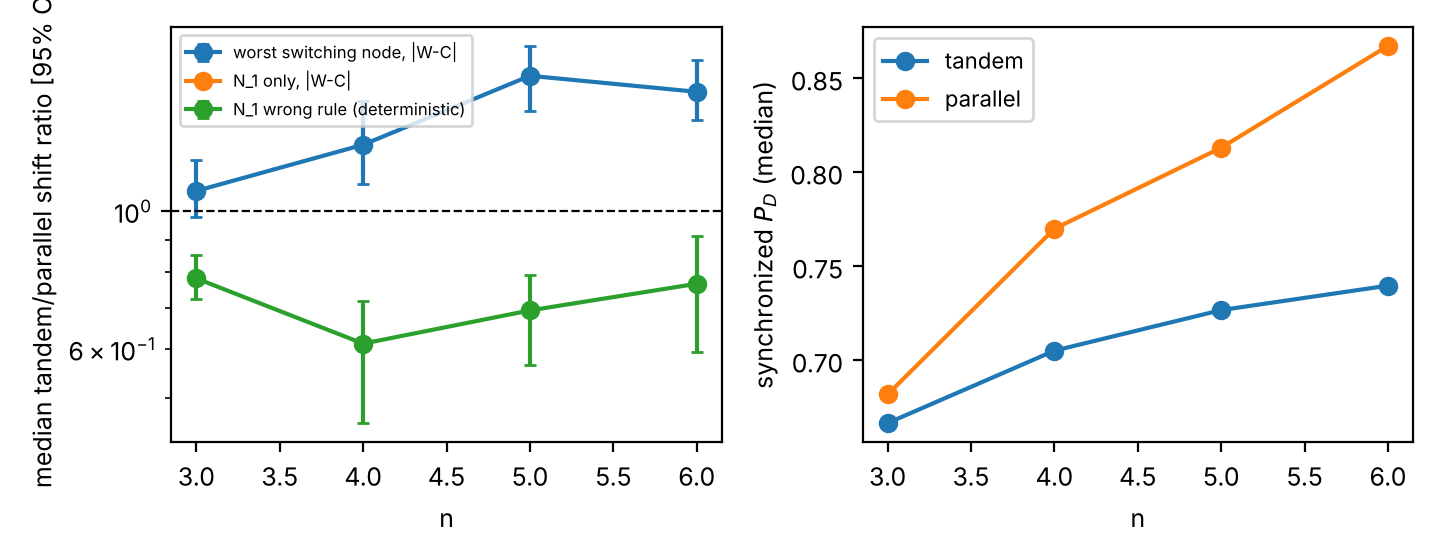 median tandem/parallel shift ratio [95% C
worst switching node, |W-C|
N_1 only, |W-C|
N_1 wrong rule (deterministic)
10⁰
6 × 10⁻¹
3.0 3.5 4.0 4.5 5.0 5.5 6.0
n
synchronized P_D (median)
tandem
parallel
0.85
0.80
0.75
0.70
3.0 3.5 4.0 4.5 5.0 5.5 6.0
n